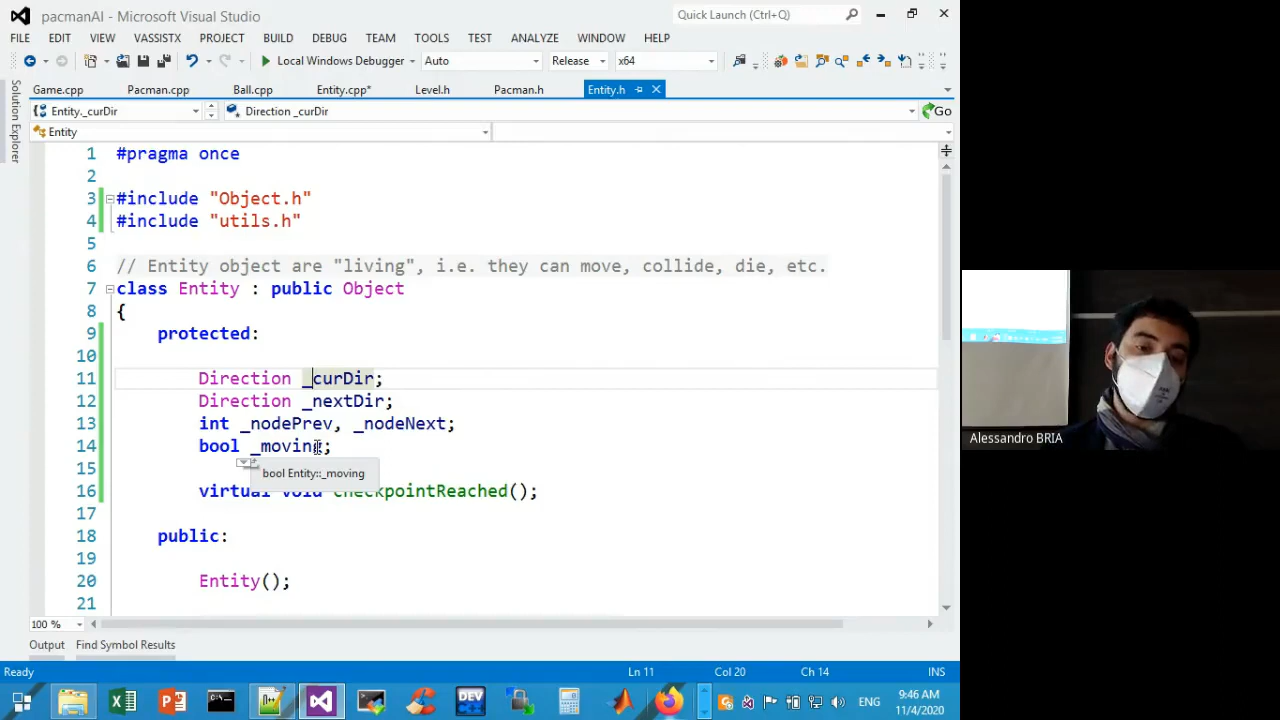 pacmanAI - Microsoft Visual Studio
Quick Launch (Ctrl+Q)
FILE EDIT VIEW VASSISTX PROJECT BUILD DEBUG TEAM TOOLS TEST ANALYZE WINDOW HELP
Local Windows Debugger Auto Release x64
Game.cpp Pacman.cpp Ball.cpp Entity.cpp* Level.h Pacman.h Entity.h
Entity._curDir Direction _curDir Go
Entity
Solution Explorer
1 #pragma once
2
3 #include "Object.h"
4 #include "utils.h"
5
6 // Entity object are "living", i.e. they can move, collide, die, etc.
7 class Entity : public Object
8 {
9 protected:
10
11 Direction _curDir;
12 Direction _nextDir;
13 int _nodePrev, _nodeNext;
14 bool _moving;
15
bool Entity::_moving
16 virtual void checkpointReached();
17
18 public:
19
20 Entity();
21
100 %
Output Find Symbol Results
Ready Ln 11 Col 20 Ch 14 INS
DEV
ENG
9:46 AM
11/4/2020
Alessandro BRIA